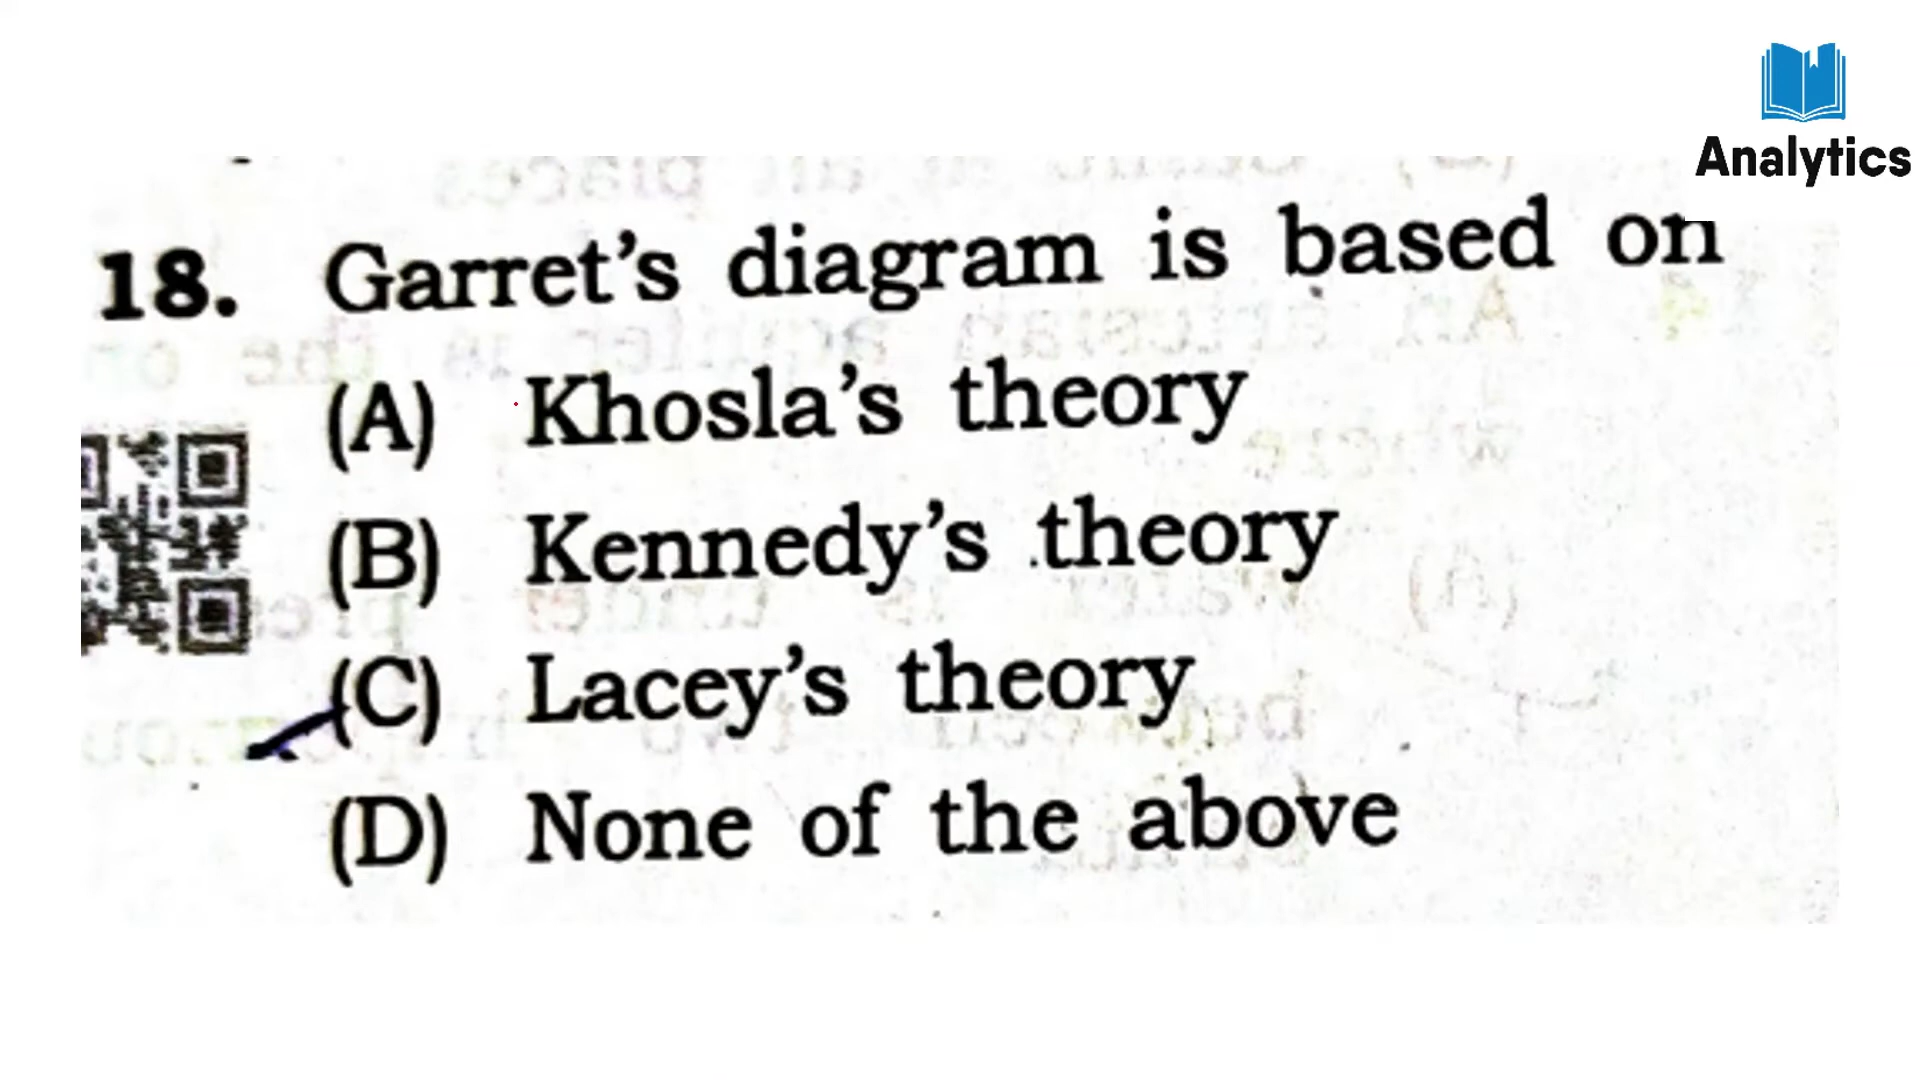 Analytics
18. Garret's diagram is based on
(A) Khosla's theory
(B) Kennedy's theory
(C) Lacey's theory
(D) None of the above